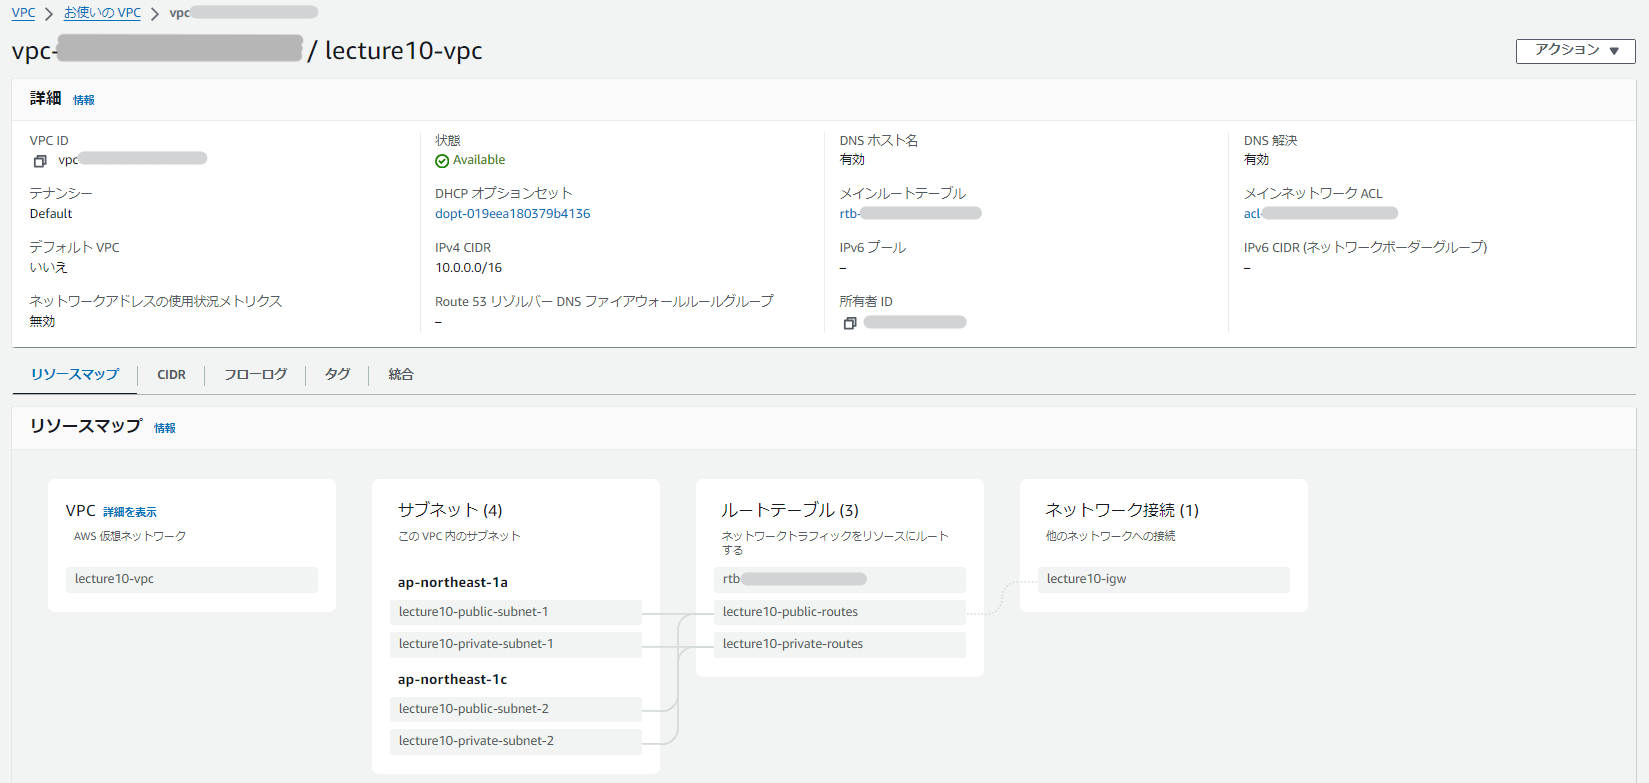 VPC > お使いの VPC > vpc
vpc- / lecture10-vpc
アクション ▼
詳細 情報
VPC ID
vpc
状態
Available
DNS ホスト名
有効
DNS 解決
有効
テナンシー
Default
DHCP オプションセット
dopt-019eea180379b4136
メインルートテーブル
rtb-
メインネットワーク ACL
acl-
デフォルト VPC
いいえ
IPv4 CIDR
10.0.0.0/16
IPv6 プール
–
IPv6 CIDR (ネットワークボーダーグループ)
–
ネットワークアドレスの使用状況メトリクス
無効
Route 53 リゾルバー DNS ファイアウォールルールグループ
–
所有者 ID
リソースマップ CIDR フローログ タグ 統合
リソースマップ 情報
VPC 詳細を表示
AWS 仮想ネットワーク
lecture10-vpc
サブネット (4)
この VPC 内のサブネット
ap-northeast-1a
lecture10-public-subnet-1
lecture10-private-subnet-1
ap-northeast-1c
lecture10-public-subnet-2
lecture10-private-subnet-2
ルートテーブル (3)
ネットワークトラフィックをリソースにルート
する
rtb
lecture10-public-routes
lecture10-private-routes
ネットワーク接続 (1)
他のネットワークへの接続
lecture10-igw